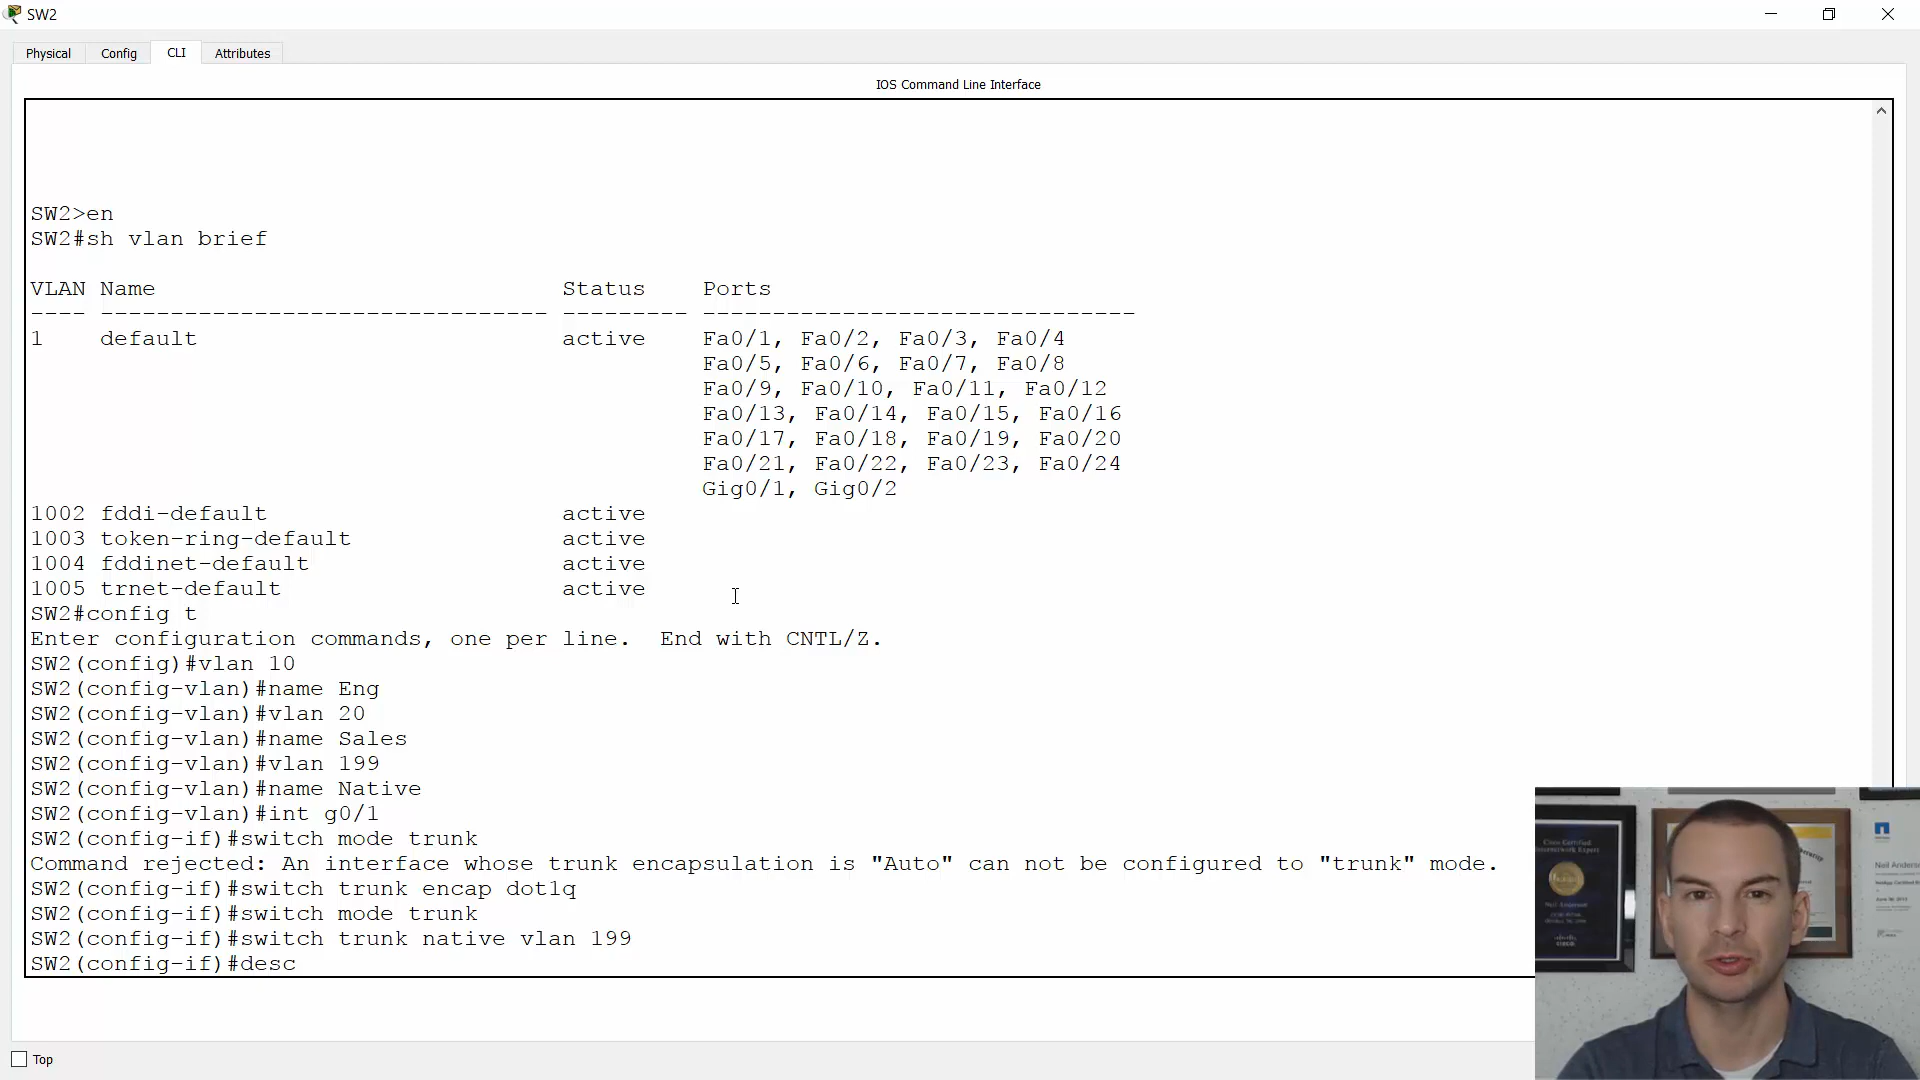 SW2
Physical
Config
CLI
Attributes
IOS Command Line Interface
SW2>en
SW2#sh vlan brief
VLAN Name Status Ports
---- -------------------------------- --------- -------------------------------
1 default active Fa0/1, Fa0/2, Fa0/3, Fa0/4
Fa0/5, Fa0/6, Fa0/7, Fa0/8
Fa0/9, Fa0/10, Fa0/11, Fa0/12
Fa0/13, Fa0/14, Fa0/15, Fa0/16
Fa0/17, Fa0/18, Fa0/19, Fa0/20
Fa0/21, Fa0/22, Fa0/23, Fa0/24
Gig0/1, Gig0/2
1002 fddi-default active
1003 token-ring-default active
1004 fddinet-default active
1005 trnet-default active
SW2#config t
Enter configuration commands, one per line.  End with CNTL/Z.
SW2(config)#vlan 10
SW2(config-vlan)#name Eng
SW2(config-vlan)#vlan 20
SW2(config-vlan)#name Sales
SW2(config-vlan)#vlan 199
SW2(config-vlan)#name Native
SW2(config-vlan)#int g0/1
SW2(config-if)#switch mode trunk
Command rejected: An interface whose trunk encapsulation is "Auto" can not be configured to "trunk" mode.
SW2(config-if)#switch trunk encap dot1q
SW2(config-if)#switch mode trunk
SW2(config-if)#switch trunk native vlan 199
SW2(config-if)#desc
Top